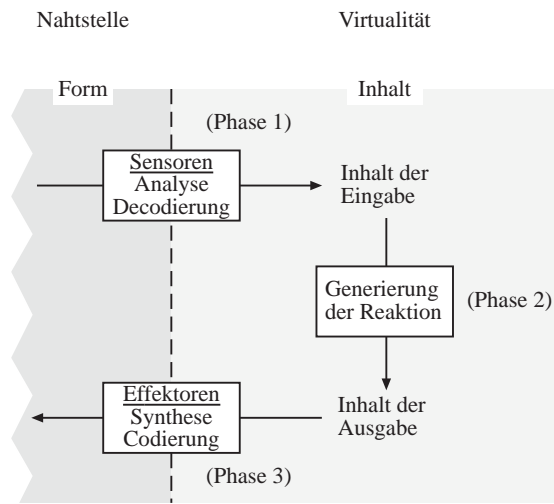 Nahtstelle
Virtualität
Form
Inhalt
(Phase 1)
Sensoren
Analyse
Decodierung
Inhalt der
Eingabe
Generierung
der Reaktion
(Phase 2)
Effektoren
Synthese
Codierung
Inhalt der
Ausgabe
(Phase 3)